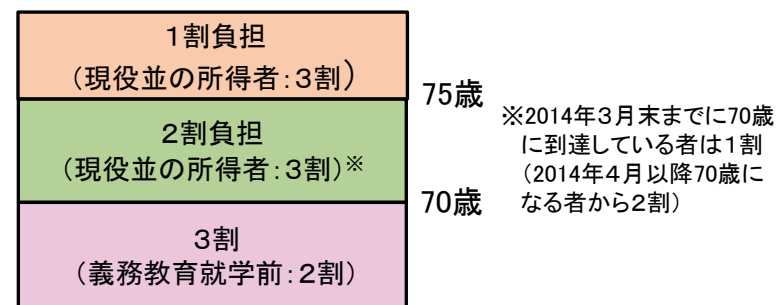 1割負担
（現役並の所得者：3割）
75歳
2割負担
（現役並の所得者：3割）※
70歳
3割
（義務教育就学前：2割）
※2014年3月末までに70歳
に到達している者は1割
（2014年4月以降70歳に
なる者から2割）